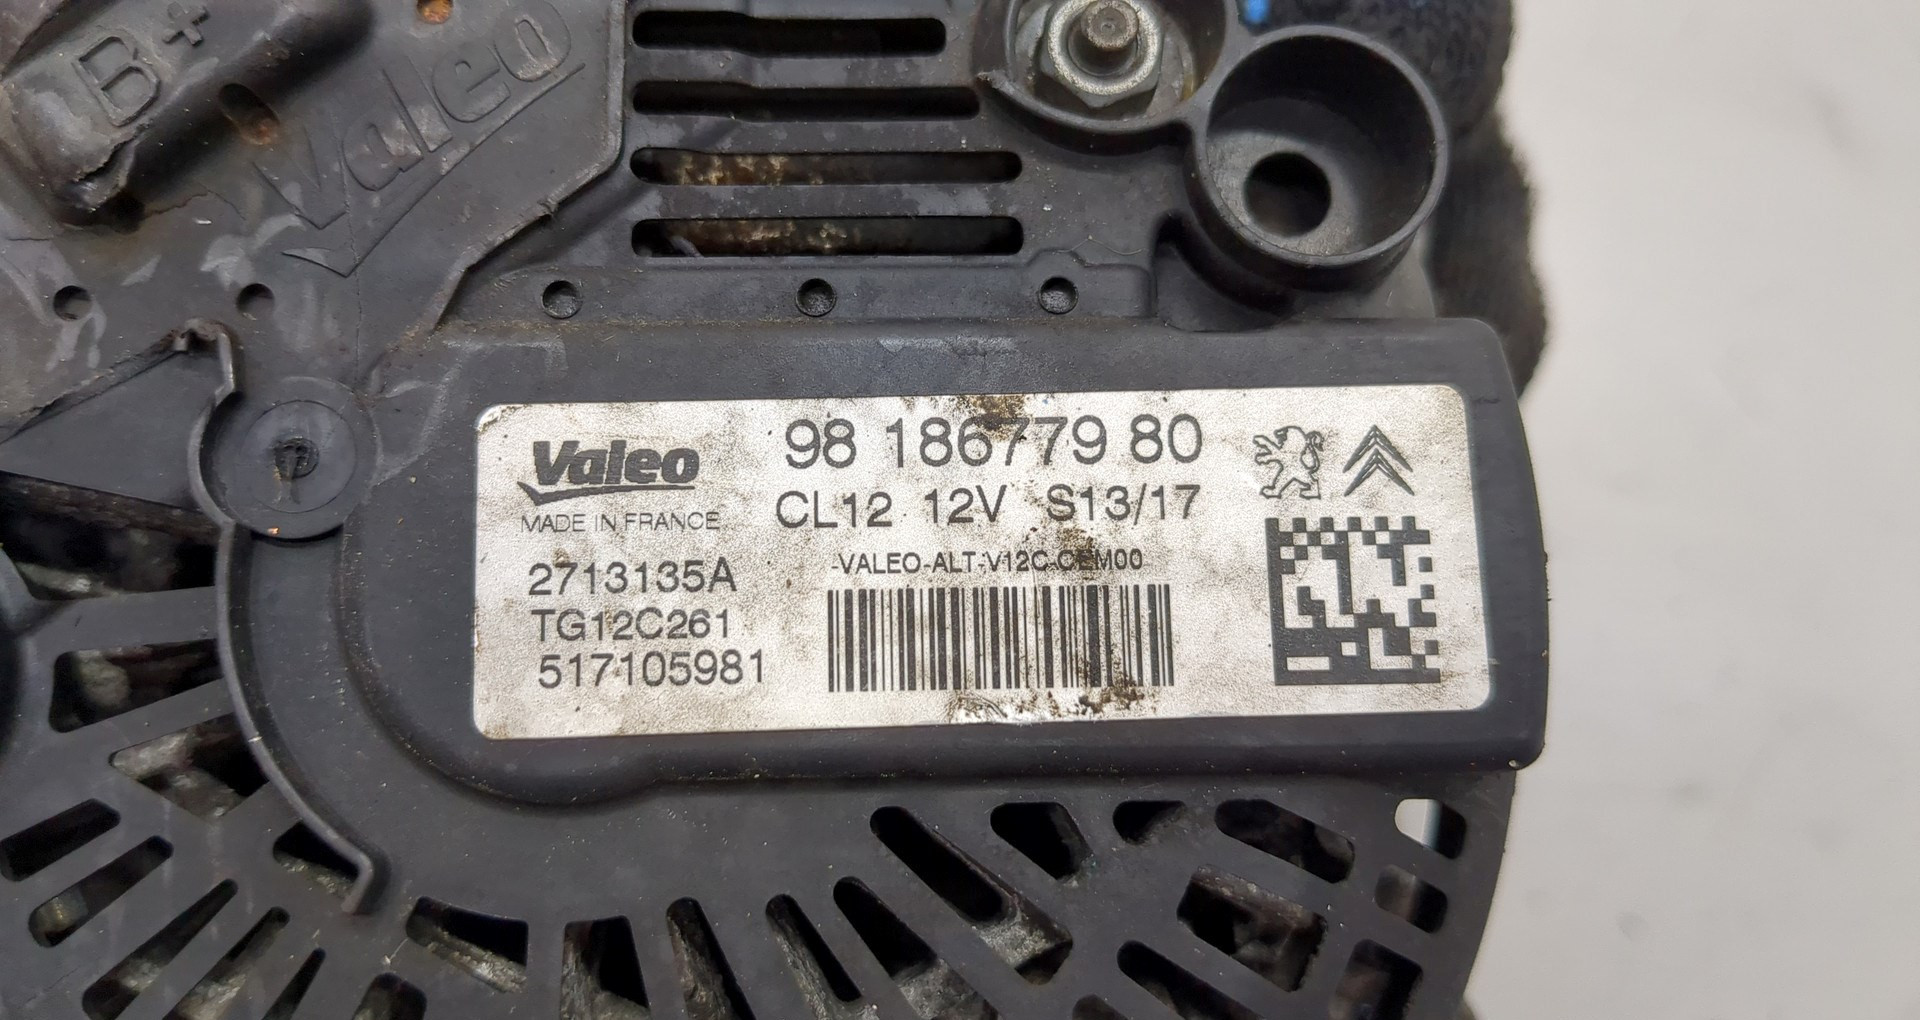 B+
Valeo
Valeo
MADE IN FRANCE
98 186779 80
CL12 12V S13/17
2713135A
TG12C261
517105981
-VALEO-ALT-V12C-CEM00-